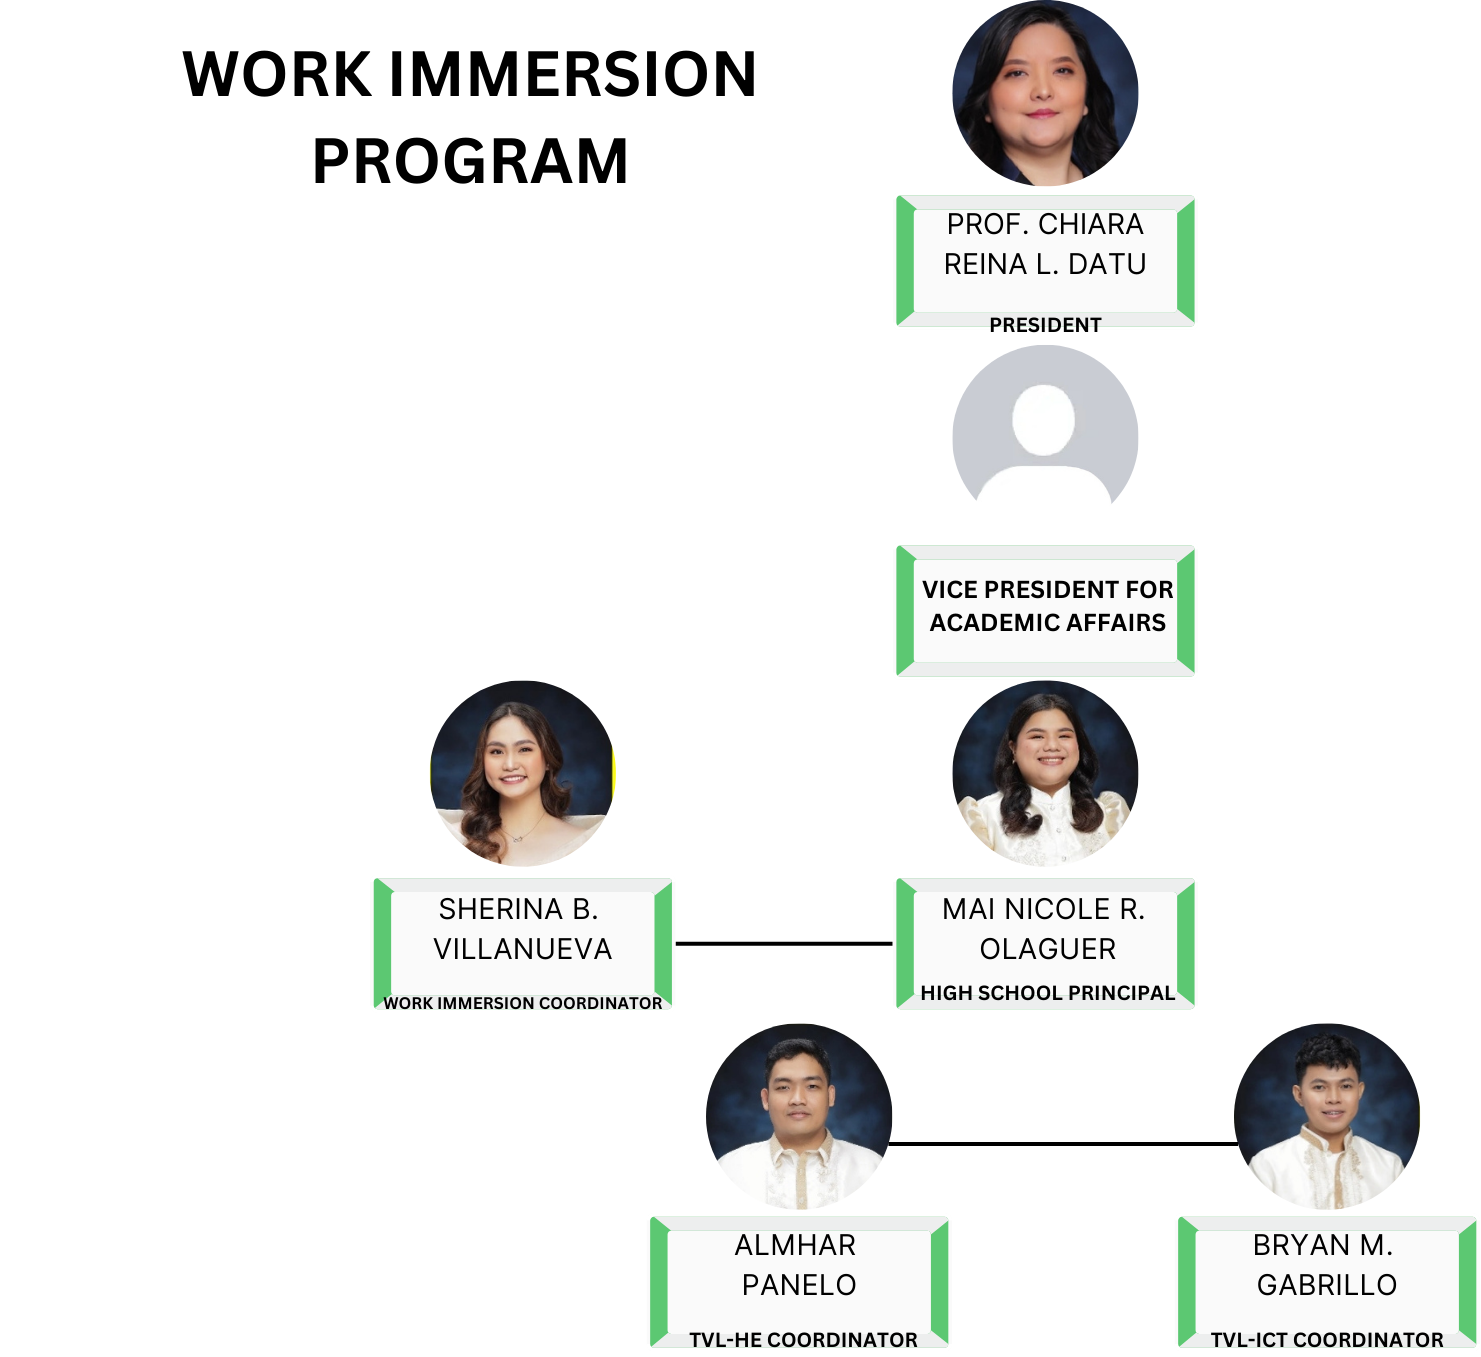 WORK IMMERSION
PROGRAM
PROF. CHIARA
REINA L. DATU
PRESIDENT
VICE PRESIDENT FOR
ACADEMIC AFFAIRS
SHERINA B.
VILLANUEVA
WORK IMMERSION COORDINATOR
MAI NICOLE R.
OLAGUER
HIGH SCHOOL PRINCIPAL
ALMHAR
PANELO
TVL-HE COORDINATOR
BRYAN M.
GABRILLO
TVL-ICT COORDINATOR